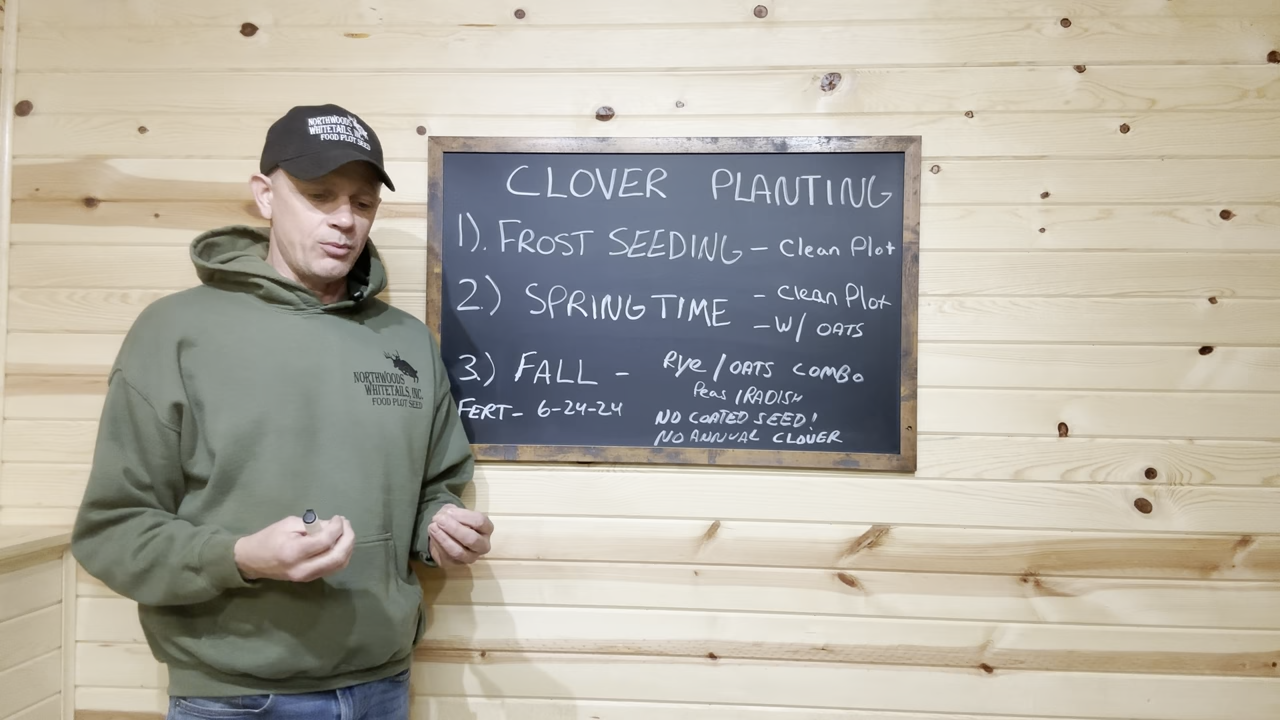 NORTHWOODS
WHITETAILS, INC.
FOOD PLOT SEED
NORTHWOODS
WHITETAILS, INC.
FOOD PLOT SEED
CLOVER PLANTING
1). FROST SEEDING - Clean Plot
2.) SPRINGTIME - Clean Plot
- W/ OATS
3.) FALL - Rye / OATS COMBO
Peas / RADISH
FERT - 6-24-24
NO COATED SEED!
NO ANNUAL CLOVER